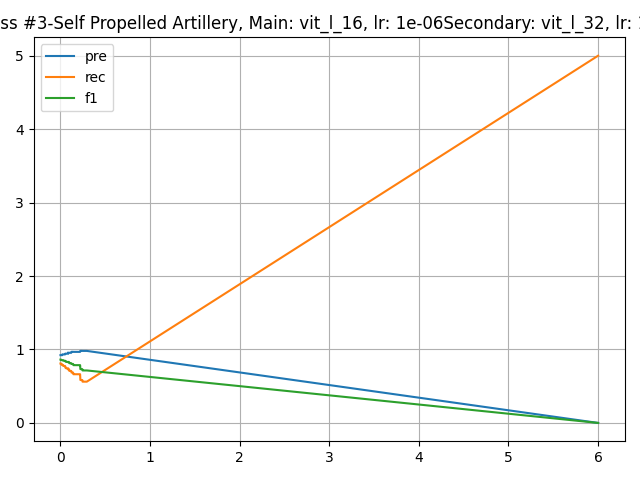 ss #3-Self Propelled Artillery, Main: vit_l_16, lr: 1e-06Secondary: vit_l_32, lr:
pre
rec
f1
5
4
3
2
1
0
0 1 2 3 4 5 6